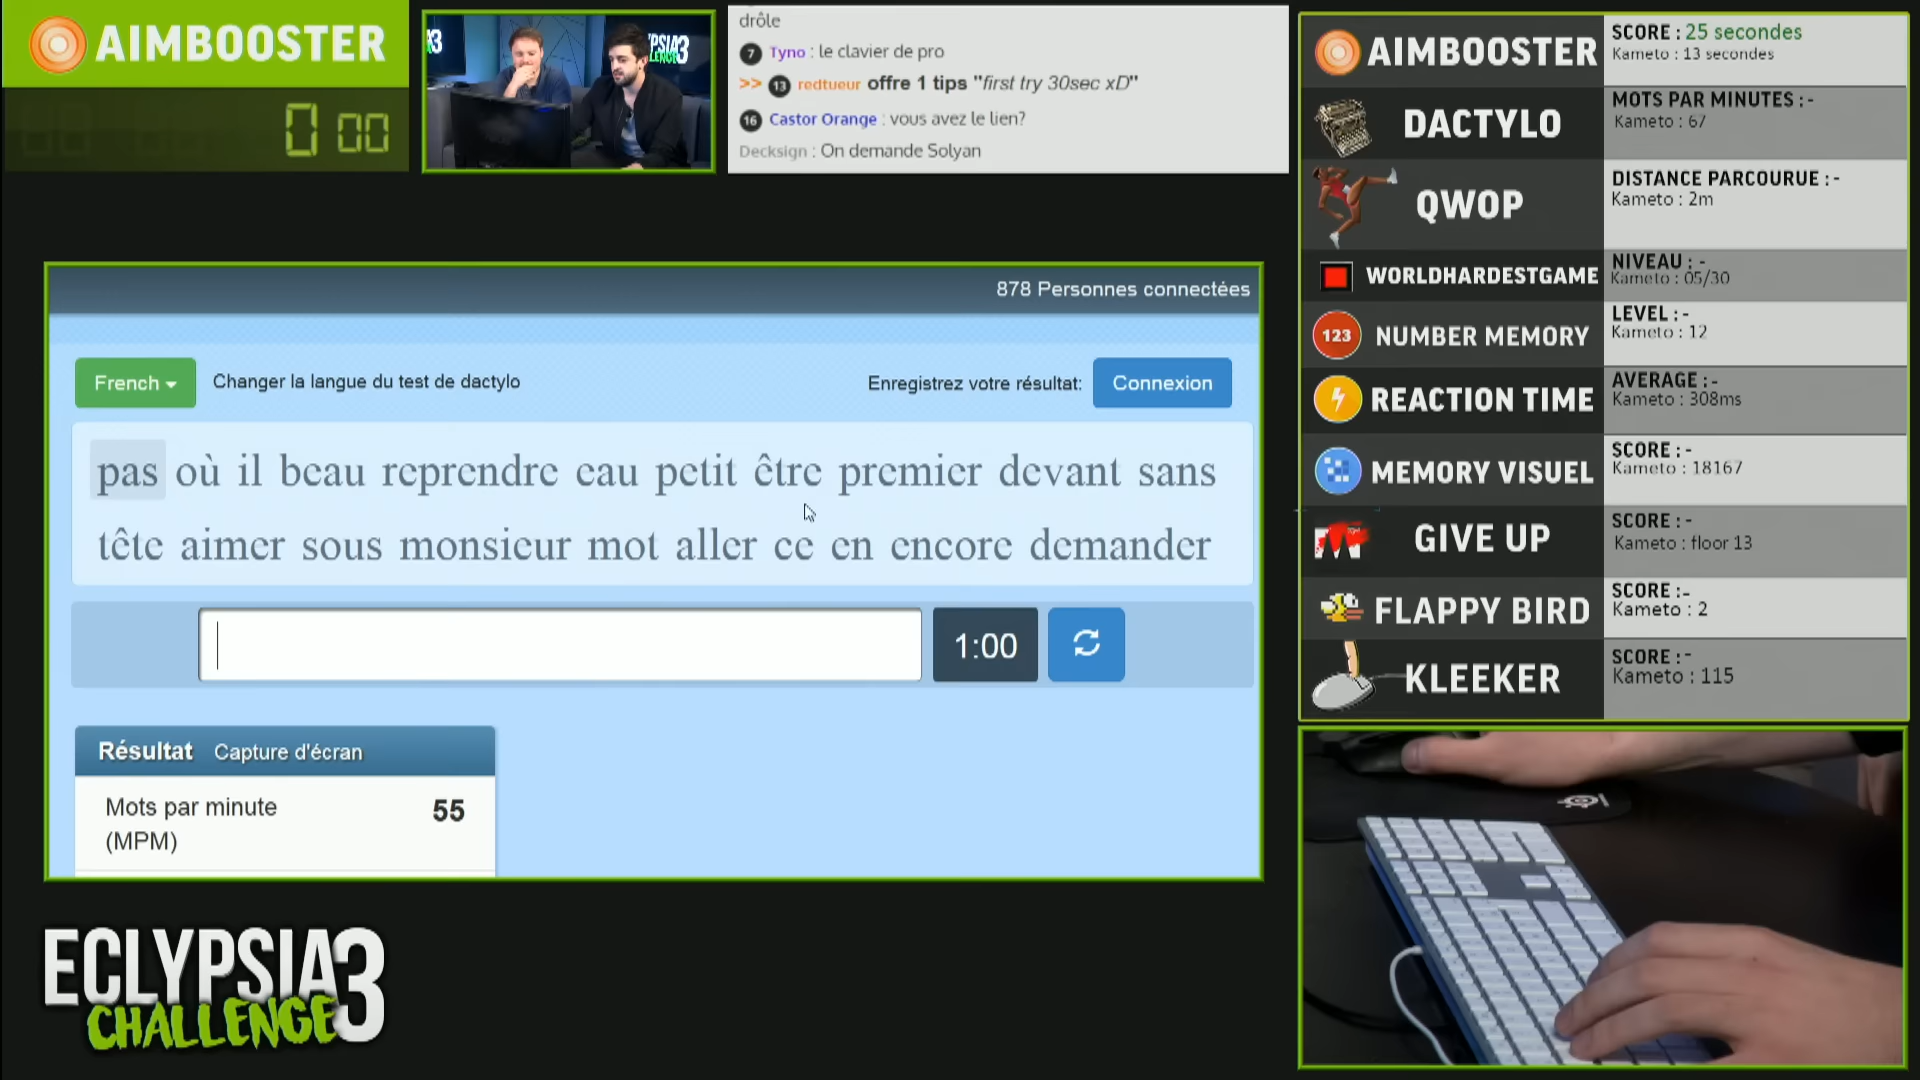 AIMBOOSTER
0 00
drôle
7 Tyno : le clavier de pro
>> 13 redtueur offre 1 tips "first try 30sec xD"
16 Castor Orange : vous avez le lien?
Decksign : On demande Solyan
878 Personnes connectées
French Changer la langue du test de dactylo
Enregistrez votre résultat: Connexion
pas où il beau reprendre eau petit être premier devant sans
tête aimer sous monsieur mot aller ce en encore demander
1:00
Résultat Capture d'écran
Mots par minute
(MPM)
55
ECLYPSIA 3
CHALLENGE
AIMBOOSTER
SCORE : 25 secondes
Kameto : 13 secondes
DACTYLO
MOTS PAR MINUTES :-
Kameto : 67
QWOP
DISTANCE PARCOURUE :-
Kameto : 2m
WORLDHARDESTGAME
NIVEAU : -
Kameto : 05/30
123 NUMBER MEMORY
LEVEL :-
Kameto : 12
REACTION TIME
AVERAGE :-
Kameto : 308ms
MEMORY VISUEL
SCORE :-
Kameto : 18167
GIVE UP
SCORE :-
Kameto : floor 13
FLAPPY BIRD
SCORE :-
Kameto : 2
KLEEKER
SCORE :-
Kameto : 115